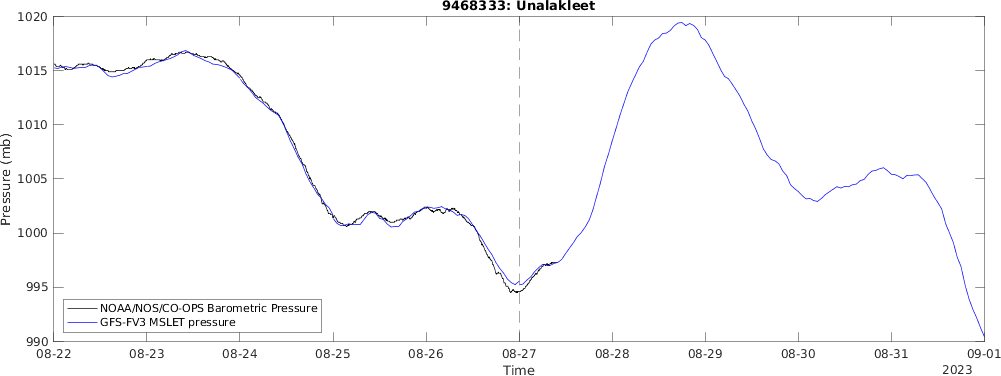 9468333: Unalakleet
1020
1015
1010
1005
1000
995
990
Pressure (mb)
NOAA/NOS/CO-OPS Barometric Pressure
GFS-FV3 MSLET pressure
08-22 08-23 08-24 08-25 08-26 08-27 08-28 08-29 08-30 08-31 09-01
Time
2023